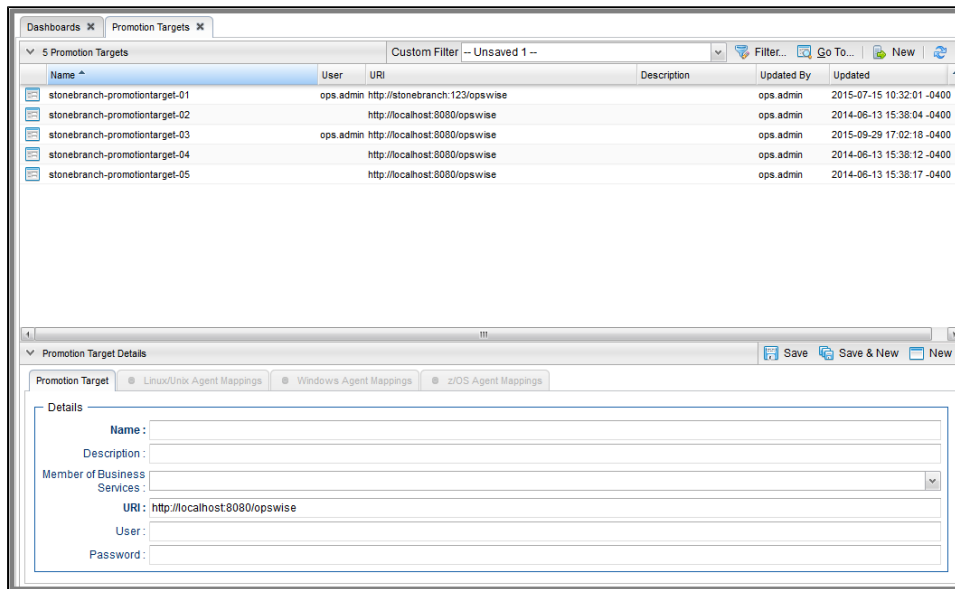 Dashboards Promotion Targets
5 Promotion Targets Custom Filter -- Unsaved 1 -- Filter... Go To... New
Name User URI Description Updated By Updated
stonebranch-promotiontarget-01 ops.admin http://stonebranch:123/opswise ops.admin 2015-07-15 10:32:01 -0400
stonebranch-promotiontarget-02 http://localhost:8080/opswise ops.admin 2014-06-13 15:38:04 -0400
stonebranch-promotiontarget-03 ops.admin http://localhost:8080/opswise ops.admin 2015-09-29 17:02:18 -0400
stonebranch-promotiontarget-04 http://localhost:8080/opswise ops.admin 2014-06-13 15:38:12 -0400
stonebranch-promotiontarget-05 http://localhost:8080/opswise ops.admin 2014-06-13 15:38:17 -0400
Promotion Target Details Save Save & New New
Promotion Target Linux/Unix Agent Mappings Windows Agent Mappings z/OS Agent Mappings
Details
Name :
Description :
Member of Business
Services :
URI : http://localhost:8080/opswise
User :
Password :